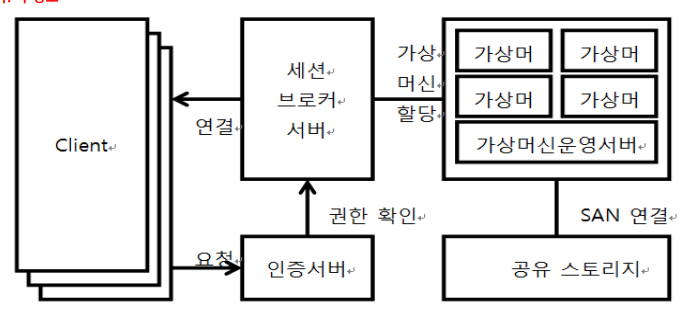 Client
연결
요청
세션
브로커
서버
권한 확인
인증서버
가상
머신
할당
가상머
가상머
가상머
가상머
가상머신운영서버
SAN 연결
공유 스토리지